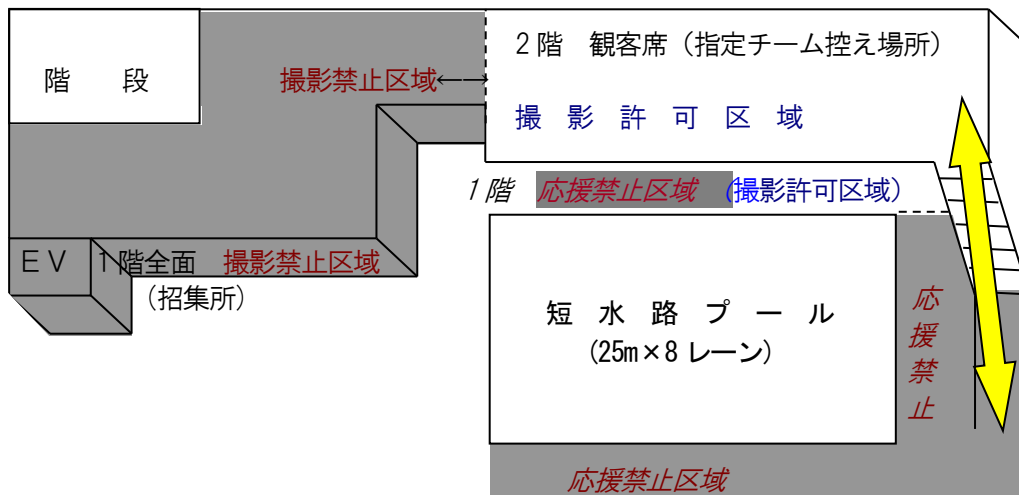 2階 観客席(指定チーム控え場所)
階 段
撮影禁止区域←→
撮 影 許 可 区 域
1階 応援禁止区域 (撮影許可区域)
EV
1階全面 撮影禁止区域
(招集所)
短 水 路 プ ー ル
(25m×8レーン)
応援禁止
応援禁止区域